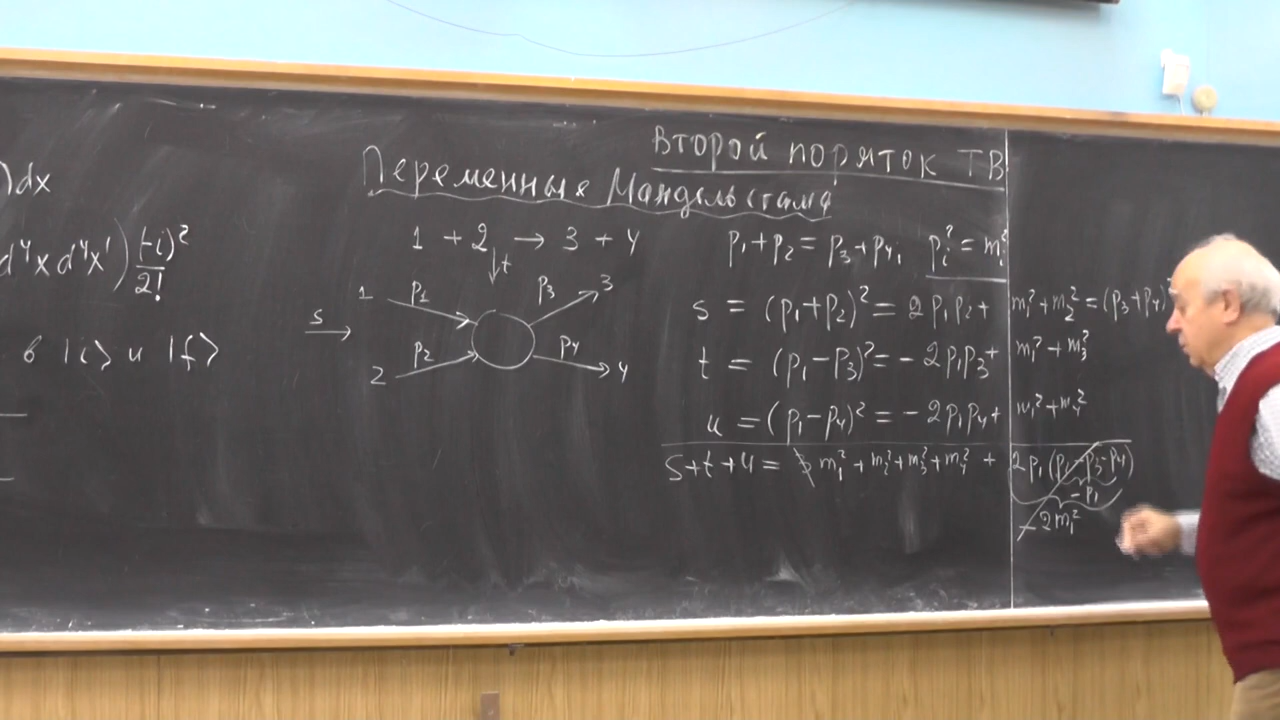 )dx
d⁴x d⁴x') (-i)²/2!
в |i> и |f>
Второй поряток ТВ
Переменные Мандельстама
1 + 2 → 3 + 4
t
s
1 p₁ p₃ 3
2 p₂ p₄ 4
p₁+p₂ = p₃+p₄, pᵢ² = mᵢ²
s = (p₁+p₂)² = 2p₁p₂ + m₁² + m₂² = (p₃+p₄)²
t = (p₁-p₃)² = -2p₁p₃ + m₁² + m₃²
u = (p₁-p₄)² = -2p₁p₄ + m₁² + m₄²
s+t+u = 3 m₁² + m₂² + m₃² + m₄² + 2p₁(p₂-p₃-p₄)
-p₁
-2m₁²